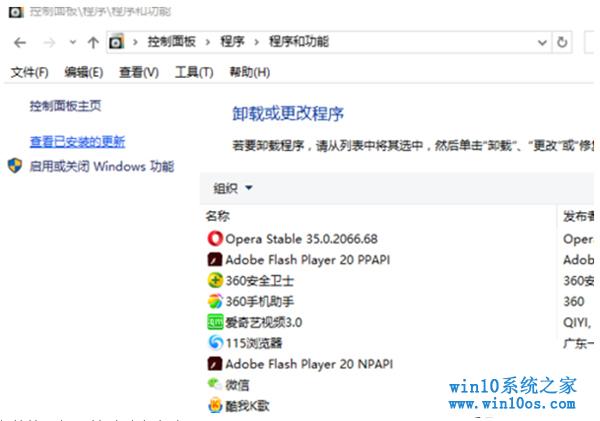 控制面板\程序\程序和功能
控制面板 > 程序 > 程序和功能
文件(F) 编辑(E) 查看(V) 工具(T) 帮助(H)
控制面板主页
查看已安装的更新
启用或关闭 Windows 功能
卸载或更改程序
若要卸载程序，请从列表中将其选中，然后单击“卸载”、“更改”或“修
组织
名称 发布者
Opera Stable 35.0.2066.68 Oper
Adobe Flash Player 20 PPAPI Adob
360安全卫士 360安
360手机助手 360
爱奇艺视频3.0 QIYI,
115浏览器 广东一
Adobe Flash Player 20 NPAPI
微信
酷我K歌
win10系统之家
www.win10os.com